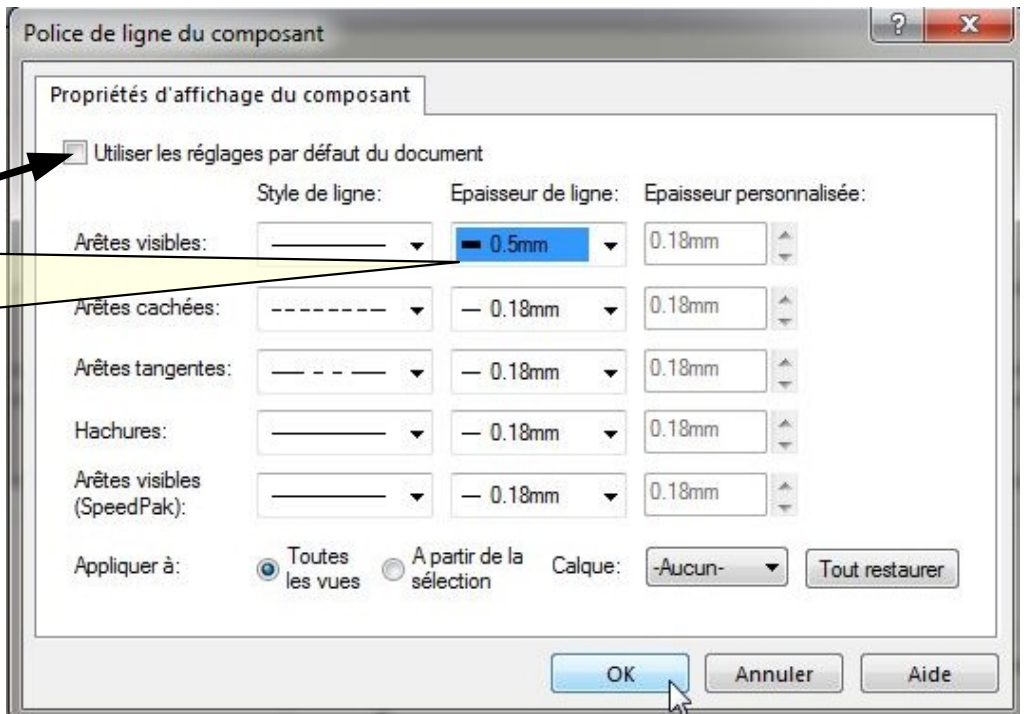 Police de ligne du composant
?
X
Propriétés d'affichage du composant
Utiliser les réglages par défaut du document
Style de ligne: Epaisseur de ligne: Epaisseur personnalisée:
Arêtes visibles: 0.5mm 0.18mm
Arêtes cachées: 0.18mm 0.18mm
Arêtes tangentes: 0.18mm 0.18mm
Hachures: 0.18mm 0.18mm
Arêtes visibles
(SpeedPak): 0.18mm 0.18mm
Appliquer à: Toutes
les vues A partir de la
sélection Calque: -Aucun- Tout restaurer
OK Annuler Aide